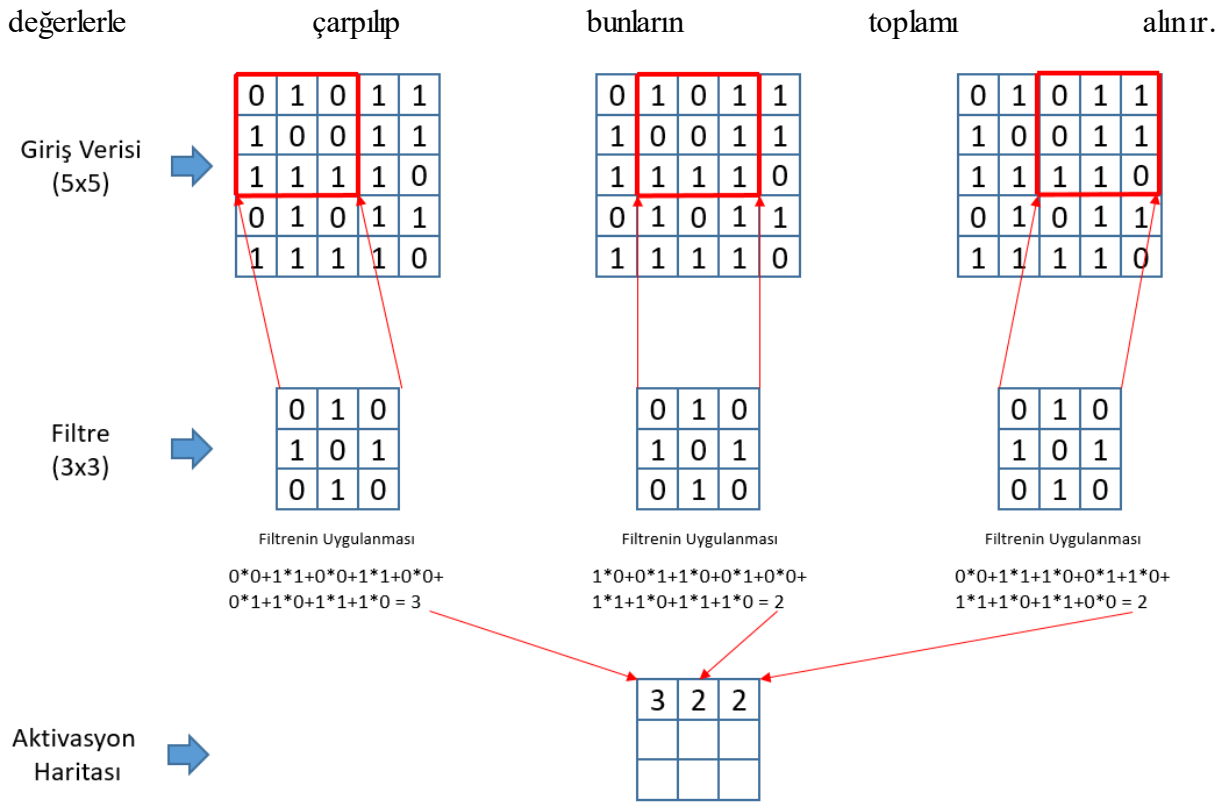 değerlerle çarpılıp bunların toplamı alınır.
0 1 0 1 1 0 1 0 1 1 0 1 0 1 1
1 0 0 1 1 1 0 0 1 1 1 0 0 1 1
Giriş Verisi
(5x5)
1 1 1 1 0 1 1 1 1 0 1 1 1 1 0
0 1 0 1 1 0 1 0 1 1 0 1 0 1 1
1 1 1 1 0 1 1 1 1 0 1 1 1 1 0
0 1 0 0 1 0 0 1 0
Filtre
(3x3)
1 0 1 1 0 1 1 0 1
0 1 0 0 1 0 0 1 0
Filtrenin Uygulanması Filtrenin Uygulanması Filtrenin Uygulanması
0*0+1*1+0*0+1*1+0*0+ 1*0+0*1+1*0+0*1+0*0+ 0*0+1*1+1*0+0*1+1*0+
0*1+1*0+1*1+1*0 = 3 1*1+1*0+1*1+1*0 = 2 1*1+1*0+1*1+0*0 = 2
3 2 2
Aktivasyon
Haritası